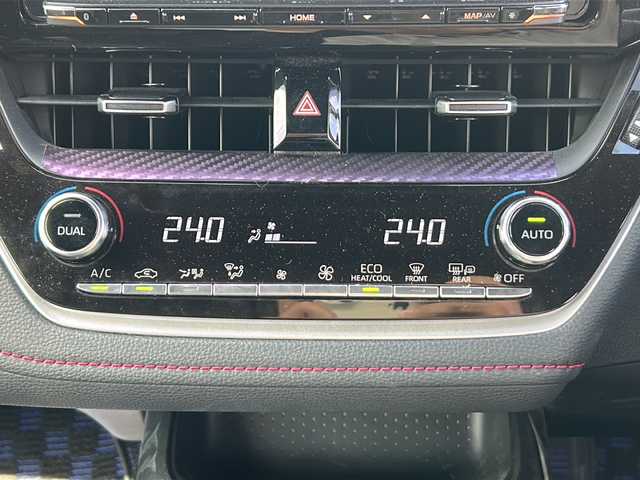 HOME
MAP/AV
DUAL
24.0
24.0
AUTO
A/C
ECO
HEAT/COOL
FRONT
REAR
OFF